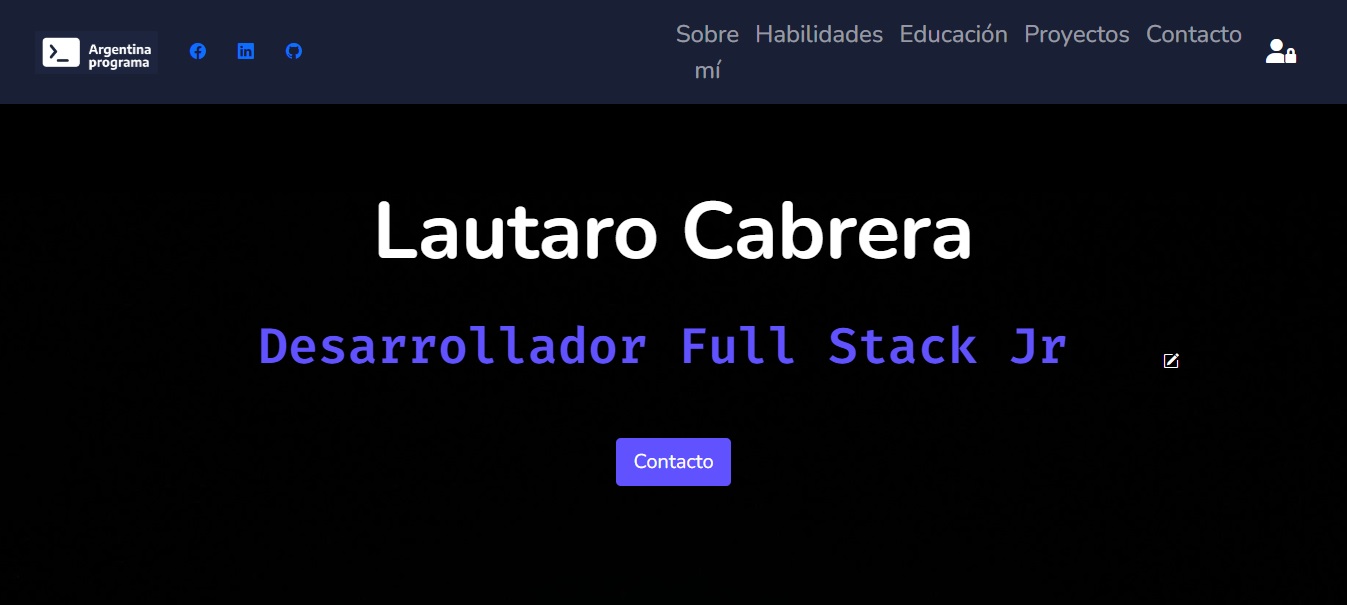 Argentina
programa
Sobre mí
Habilidades
Educación
Proyectos
Contacto
Lautaro Cabrera
Desarrollador Full Stack Jr
Contacto